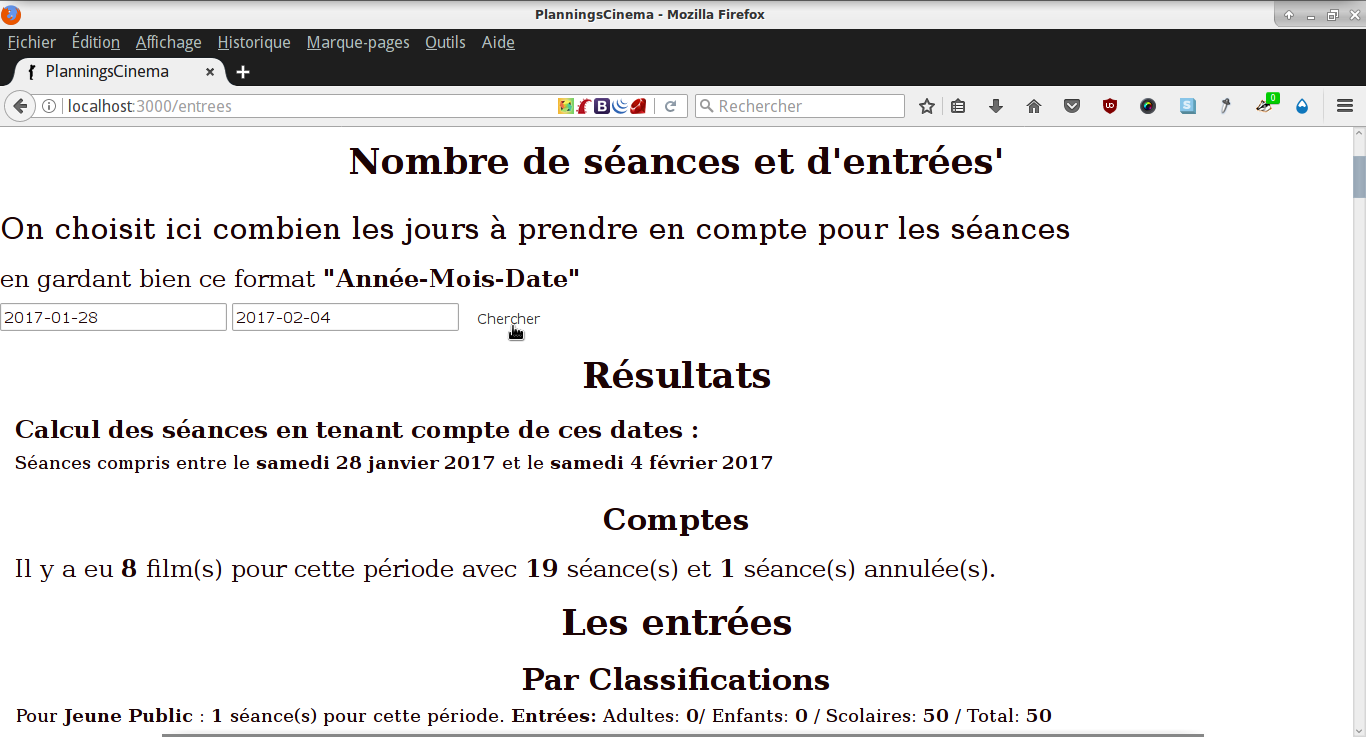 PlanningsCinema - Mozilla Firefox
Fichier Édition Affichage Historique Marque-pages Outils Aide
PlanningsCinema
localhost:3000/entrees Rechercher
0
Nombre de séances et d'entrées'
On choisit ici combien les jours à prendre en compte pour les séances
en gardant bien ce format "Année-Mois-Date"
2017-01-28 2017-02-04 Chercher
Résultats
Calcul des séances en tenant compte de ces dates :
Séances compris entre le samedi 28 janvier 2017 et le samedi 4 février 2017
Comptes
Il y a eu 8 film(s) pour cette période avec 19 séance(s) et 1 séance(s) annulée(s).
Les entrées
Par Classifications
Pour Jeune Public : 1 séance(s) pour cette période. Entrées: Adultes: 0/ Enfants: 0 / Scolaires: 50 / Total: 50